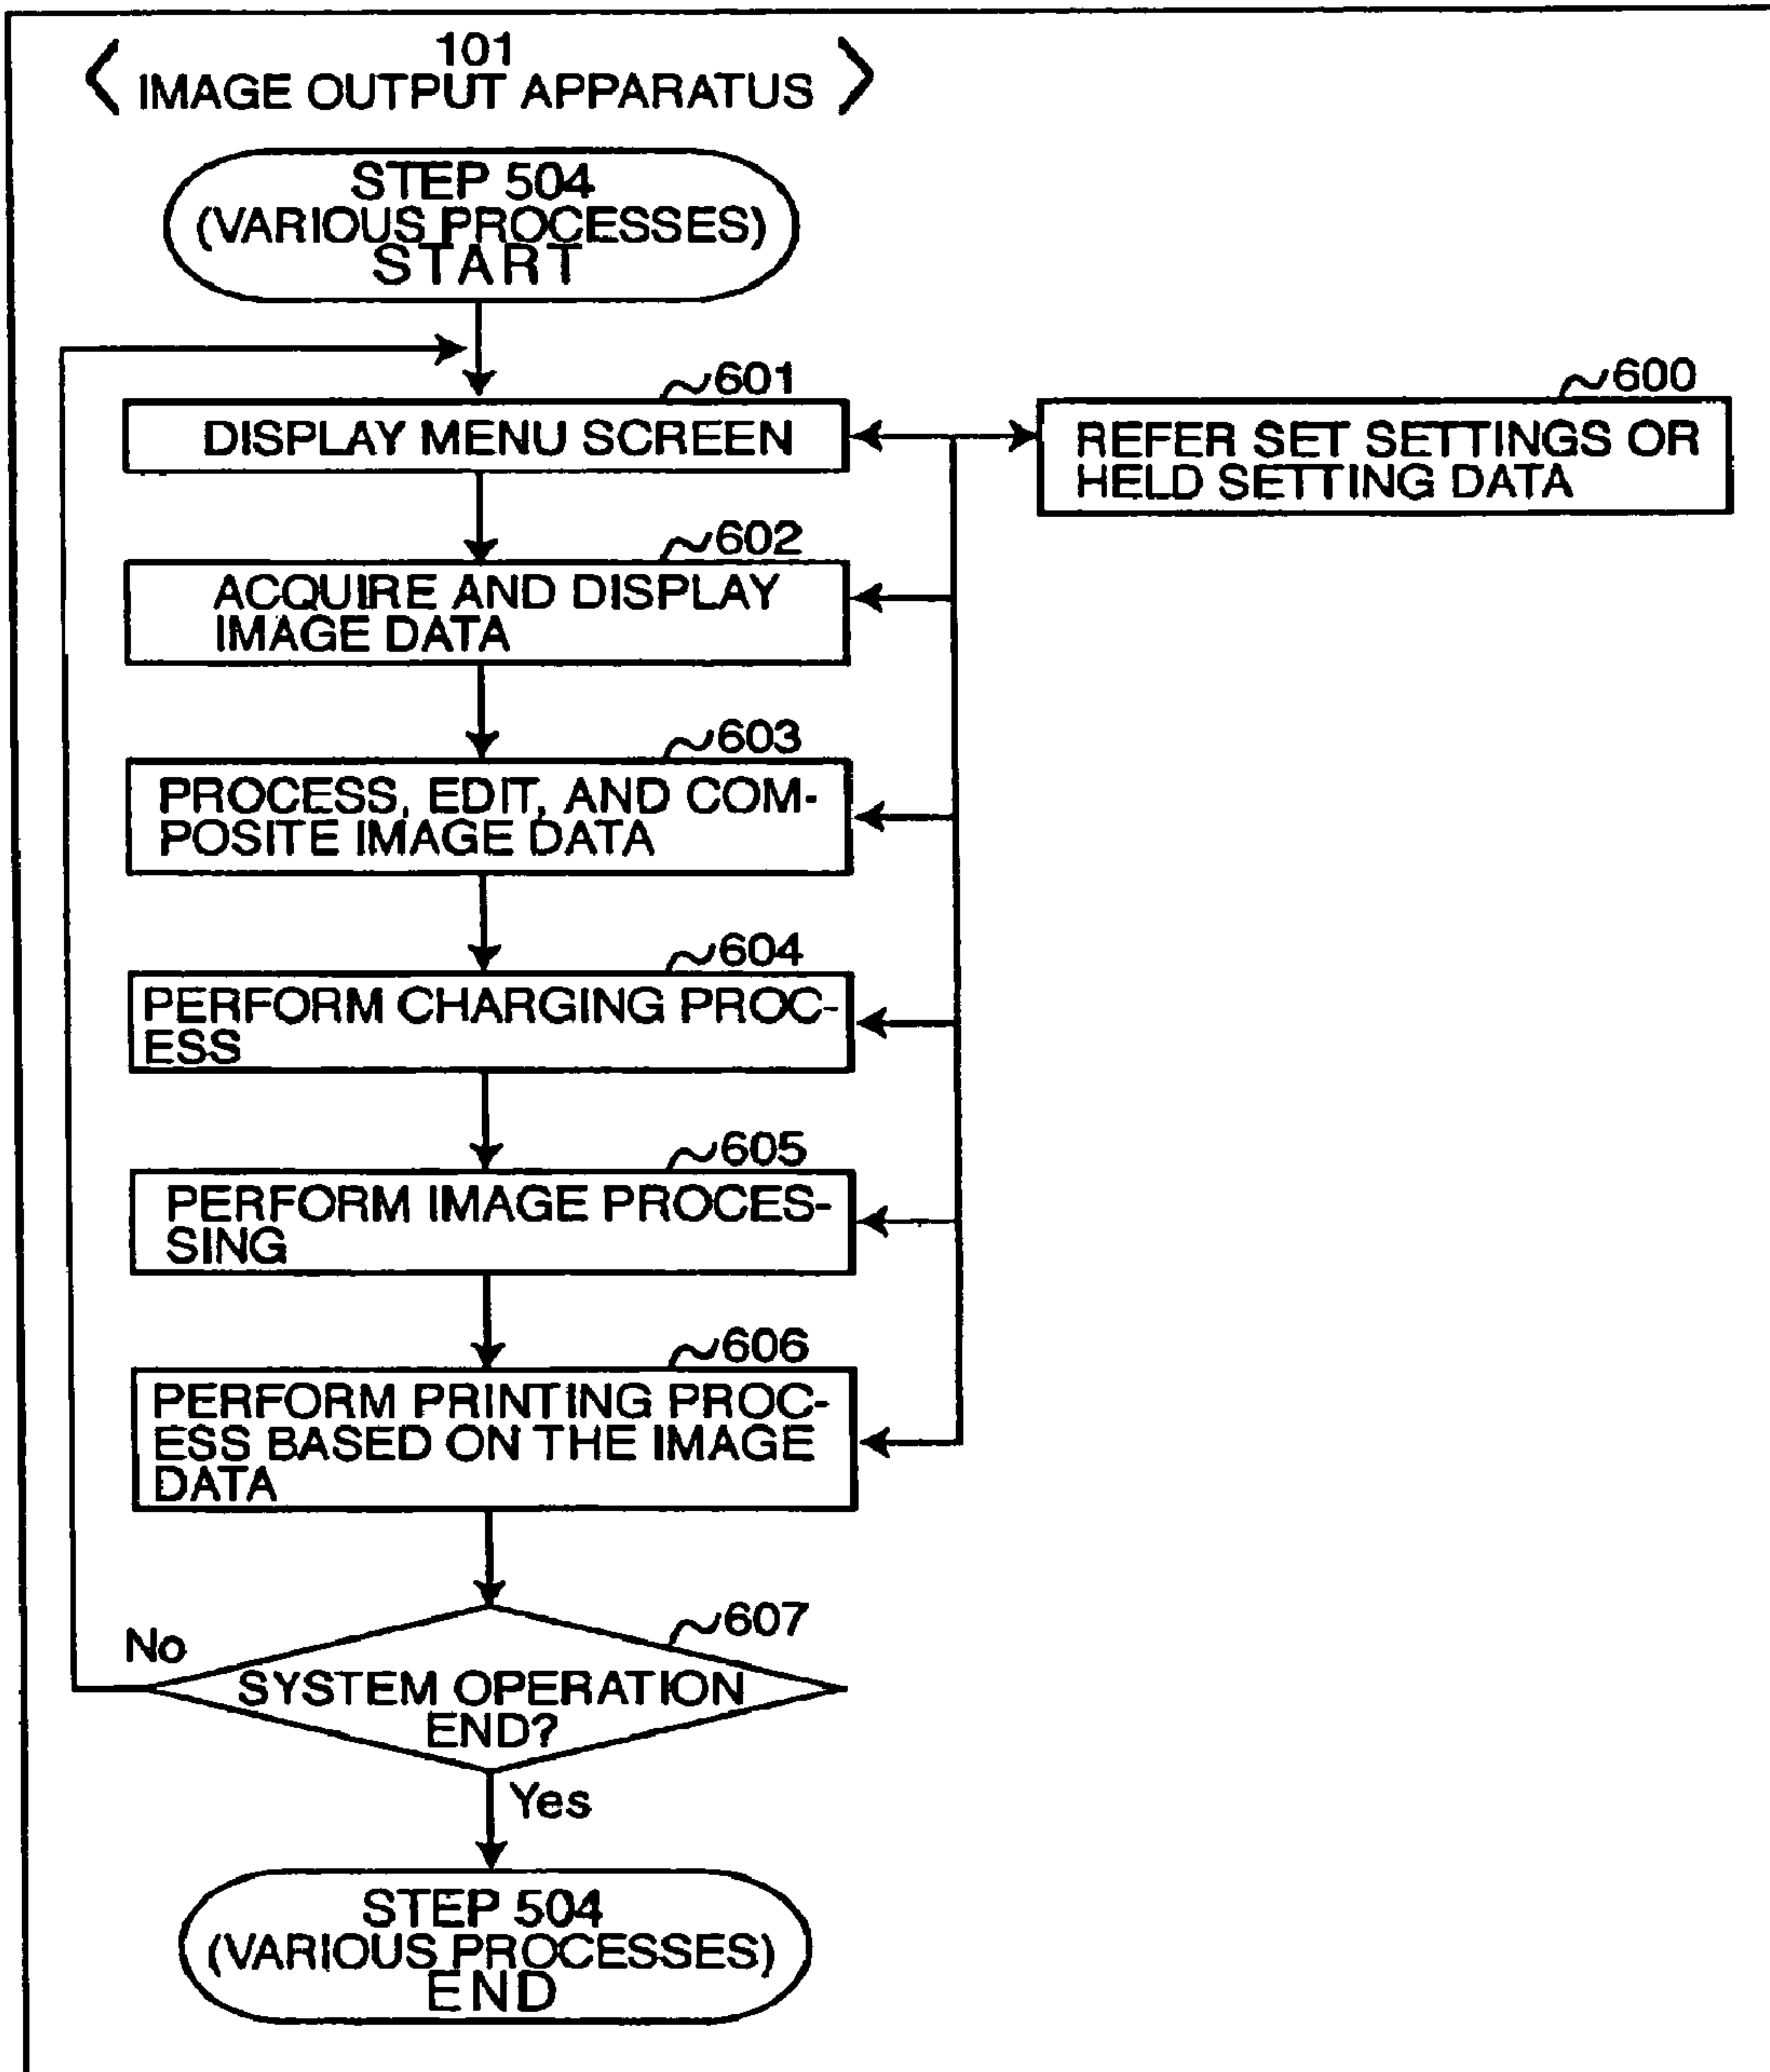 101
< IMAGE OUTPUT APPARATUS >
STEP 504
(VARIOUS PROCESSES)
START
601
DISPLAY MENU SCREEN
600
REFER SET SETTINGS OR
HELD SETTING DATA
602
ACQUIRE AND DISPLAY
IMAGE DATA
603
PROCESS, EDIT, AND COM-
POSITE IMAGE DATA
604
PERFORM CHARGING PROC-
ESS
605
PERFORM IMAGE PROCES-
SING
606
PERFORM PRINTING PROC-
ESS BASED ON THE IMAGE
DATA
607
No
SYSTEM OPERATION
END?
Yes
STEP 504
(VARIOUS PROCESSES)
END